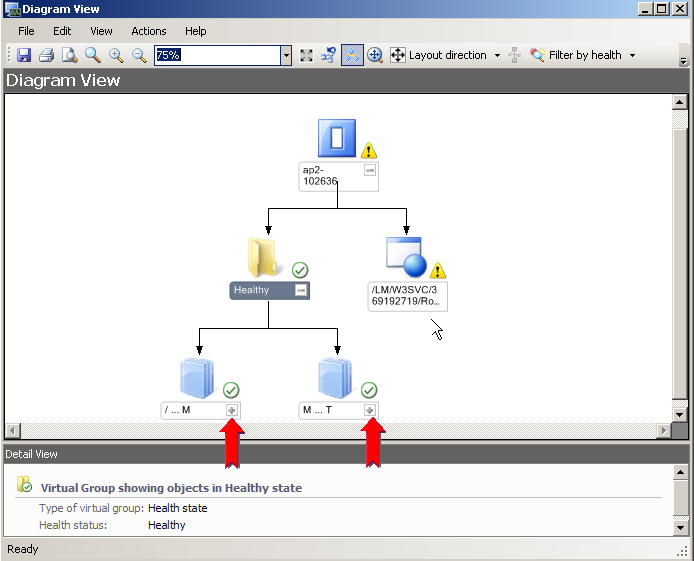 Diagram View
File Edit View Actions Help
75% Layout direction Filter by health
Diagram View
ap2-
102636
Healthy
/LM/W3SVC/3
69192719/Ro...
/ ... M
M ... T
Detail View
Virtual Group showing objects in Healthy state
Type of virtual group: Health state
Health status: Healthy
Ready